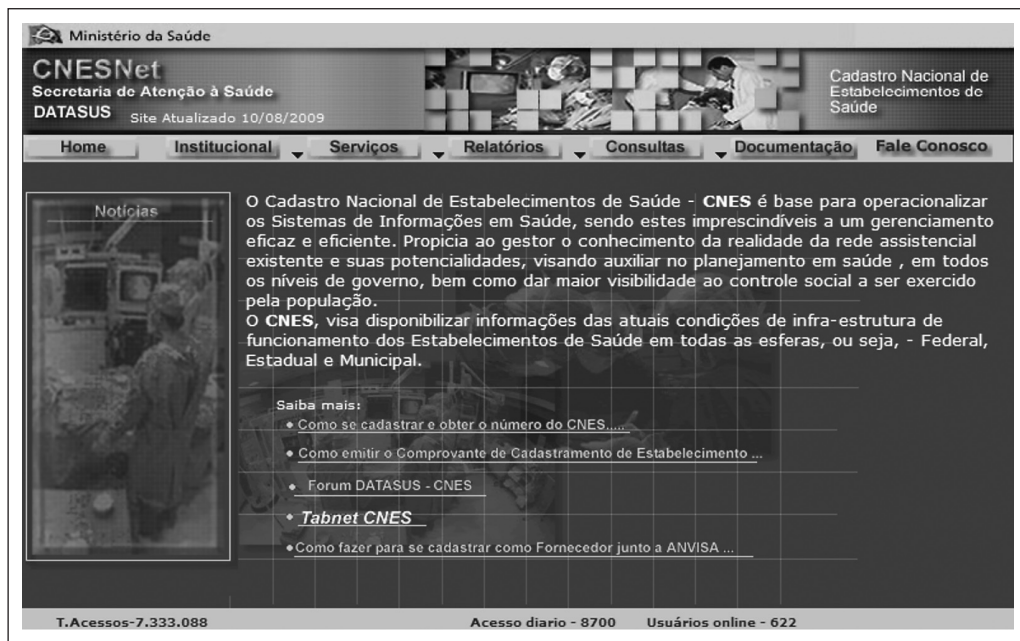 Ministério da Saúde
CNESNet
Secretaria de Atenção à Saúde
DATASUS Site Atualizado 10/08/2009
Cadastro Nacional de
Estabelecimentos de
Saúde
Home Institucional Serviços Relatórios Consultas Documentação Fale Conosco
Notícias
O Cadastro Nacional de Estabelecimentos de Saúde - CNES é base para operacionalizar
os Sistemas de Informações em Saúde, sendo estes imprescindíveis a um gerenciamento
eficaz e eficiente. Propicia ao gestor o conhecimento da realidade da rede assistencial
existente e suas potencialidades, visando auxiliar no planejamento em saúde , em todos
os níveis de governo, bem como dar maior visibilidade ao controle social a ser exercido
pela população.
O CNES, visa disponibilizar informações das atuais condições de infra-estrutura de
funcionamento dos Estabelecimentos de Saúde em todas as esferas, ou seja, - Federal,
Estadual e Municipal.
Saiba mais:
• Como se cadastrar e obter o número do CNES.....
• Como emitir o Comprovante de Cadastramento de Estabelecimento ...
• Forum DATASUS - CNES
• Tabnet CNES
• Como fazer para se cadastrar como Fornecedor junto a ANVISA ...
T.Acessos-7.333.088 Acesso diario - 8700 Usuários online - 622